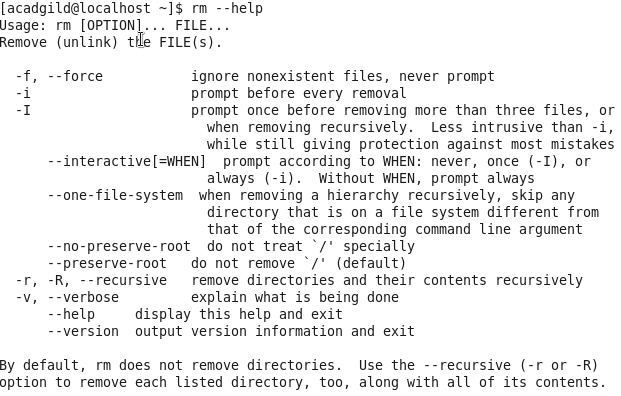 [acadgild@localhost ~]$ rm --help
Usage: rm [OPTION]... FILE...
Remove (unlink) the FILE(s).

  -f, --force           ignore nonexistent files, never prompt
  -i                    prompt before every removal
  -I                    prompt once before removing more than three files, or
                          when removing recursively.  Less intrusive than -i,
                          while still giving protection against most mistakes
      --interactive[=WHEN]  prompt according to WHEN: never, once (-I), or
                          always (-i).  Without WHEN, prompt always
      --one-file-system  when removing a hierarchy recursively, skip any
                          directory that is on a file system different from
                          that of the corresponding command line argument
      --no-preserve-root  do not treat `/' specially
      --preserve-root   do not remove `/' (default)
  -r, -R, --recursive   remove directories and their contents recursively
  -v, --verbose         explain what is being done
      --help     display this help and exit
      --version  output version information and exit

By default, rm does not remove directories.  Use the --recursive (-r or -R)
option to remove each listed directory, too, along with all of its contents.